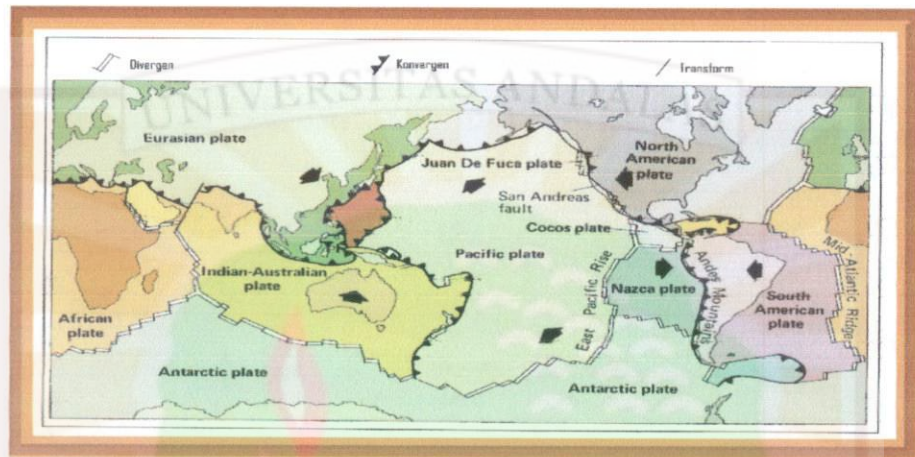 Divergen
Konvergen
Transform
UNIVERSITAS ANDALAS
Eurasian plate
Juan De Fuca plate
North
American
plate
San Andreas
fault
Cocos plate
Pacific plate
Indian-Australian
plate
African
plate
East Pacific Rise
Nazca plate
Andes Mountains
South
American
plate
Mid-Atlantic Ridge
Antarctic plate
Antarctic plate